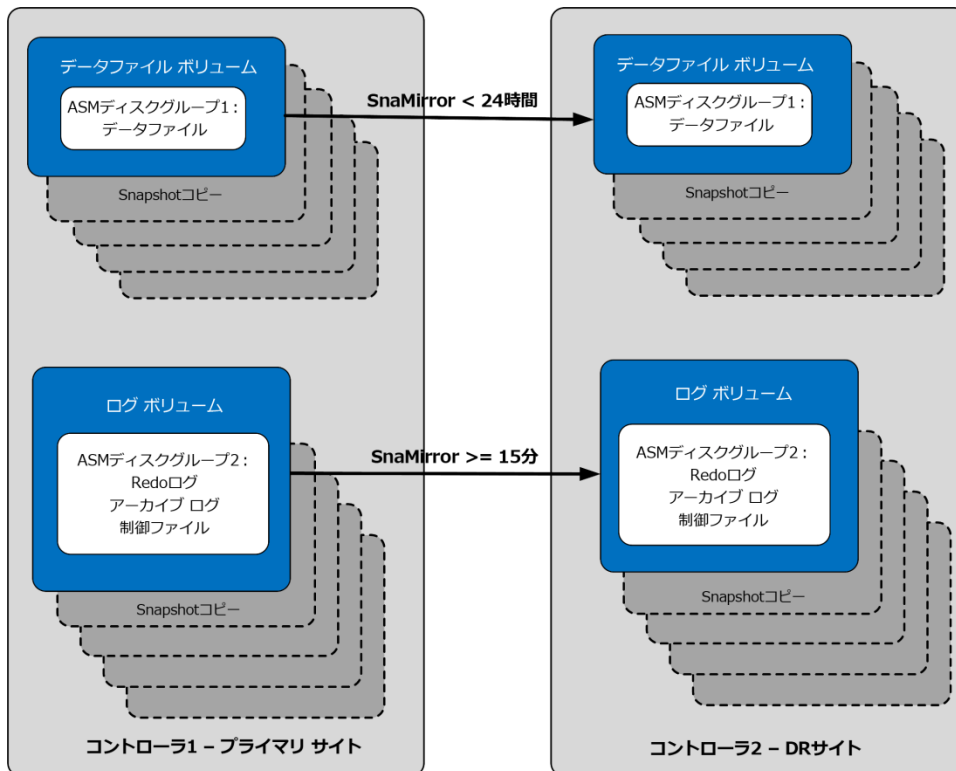 データファイル ボリューム
ASMディスクグループ1：
データファイル
Snapshotコピー
SnaMirror < 24時間
データファイル ボリューム
ASMディスクグループ1：
データファイル
Snapshotコピー
ログ ボリューム
ASMディスクグループ2：
Redoログ
アーカイブ ログ
制御ファイル
Snapshotコピー
SnaMirror >= 15分
ログ ボリューム
ASMディスクグループ2：
Redoログ
アーカイブ ログ
制御ファイル
Snapshotコピー
コントローラ1 – プライマリ サイト
コントローラ2 – DRサイト